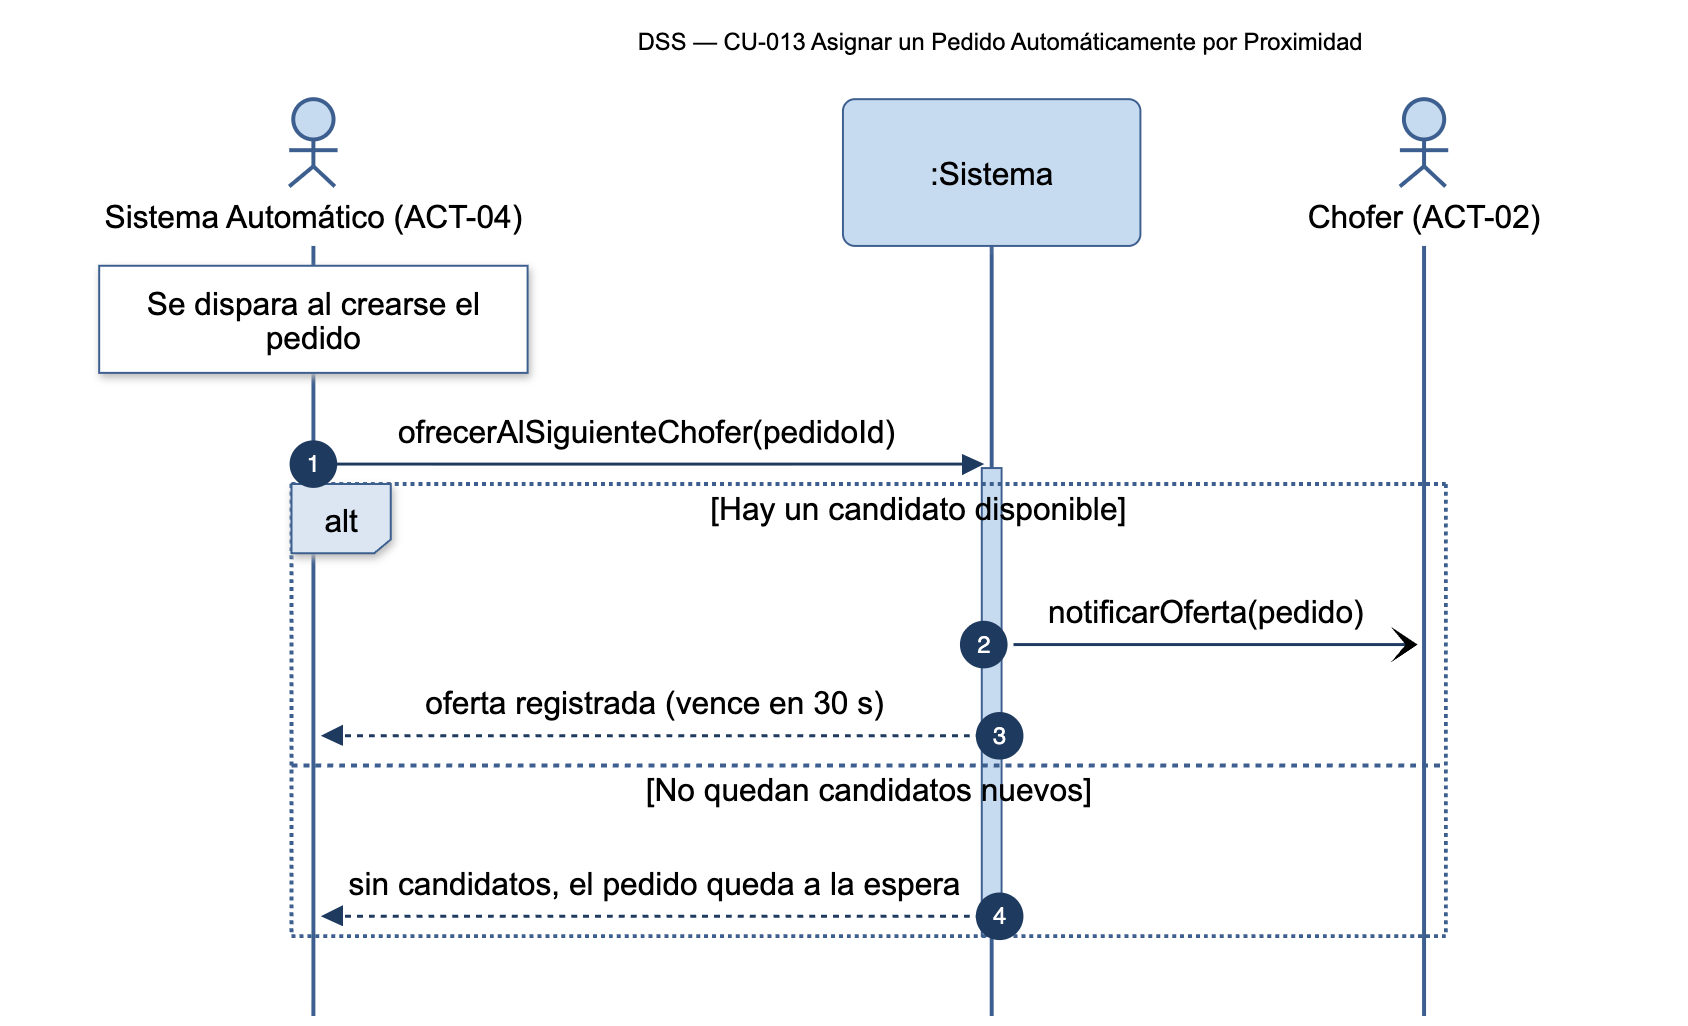 DSS — CU-013 Asignar un Pedido Automáticamente por Proximidad
Sistema Automático (ACT-04)
:Sistema
Chofer (ACT-02)
Se dispara al crearse el
pedido
ofrecerAlSiguienteChofer(pedidoId)
1
alt
[Hay un candidato disponible]
notificarOferta(pedido)
2
oferta registrada (vence en 30 s)
3
[No quedan candidatos nuevos]
sin candidatos, el pedido queda a la espera
4